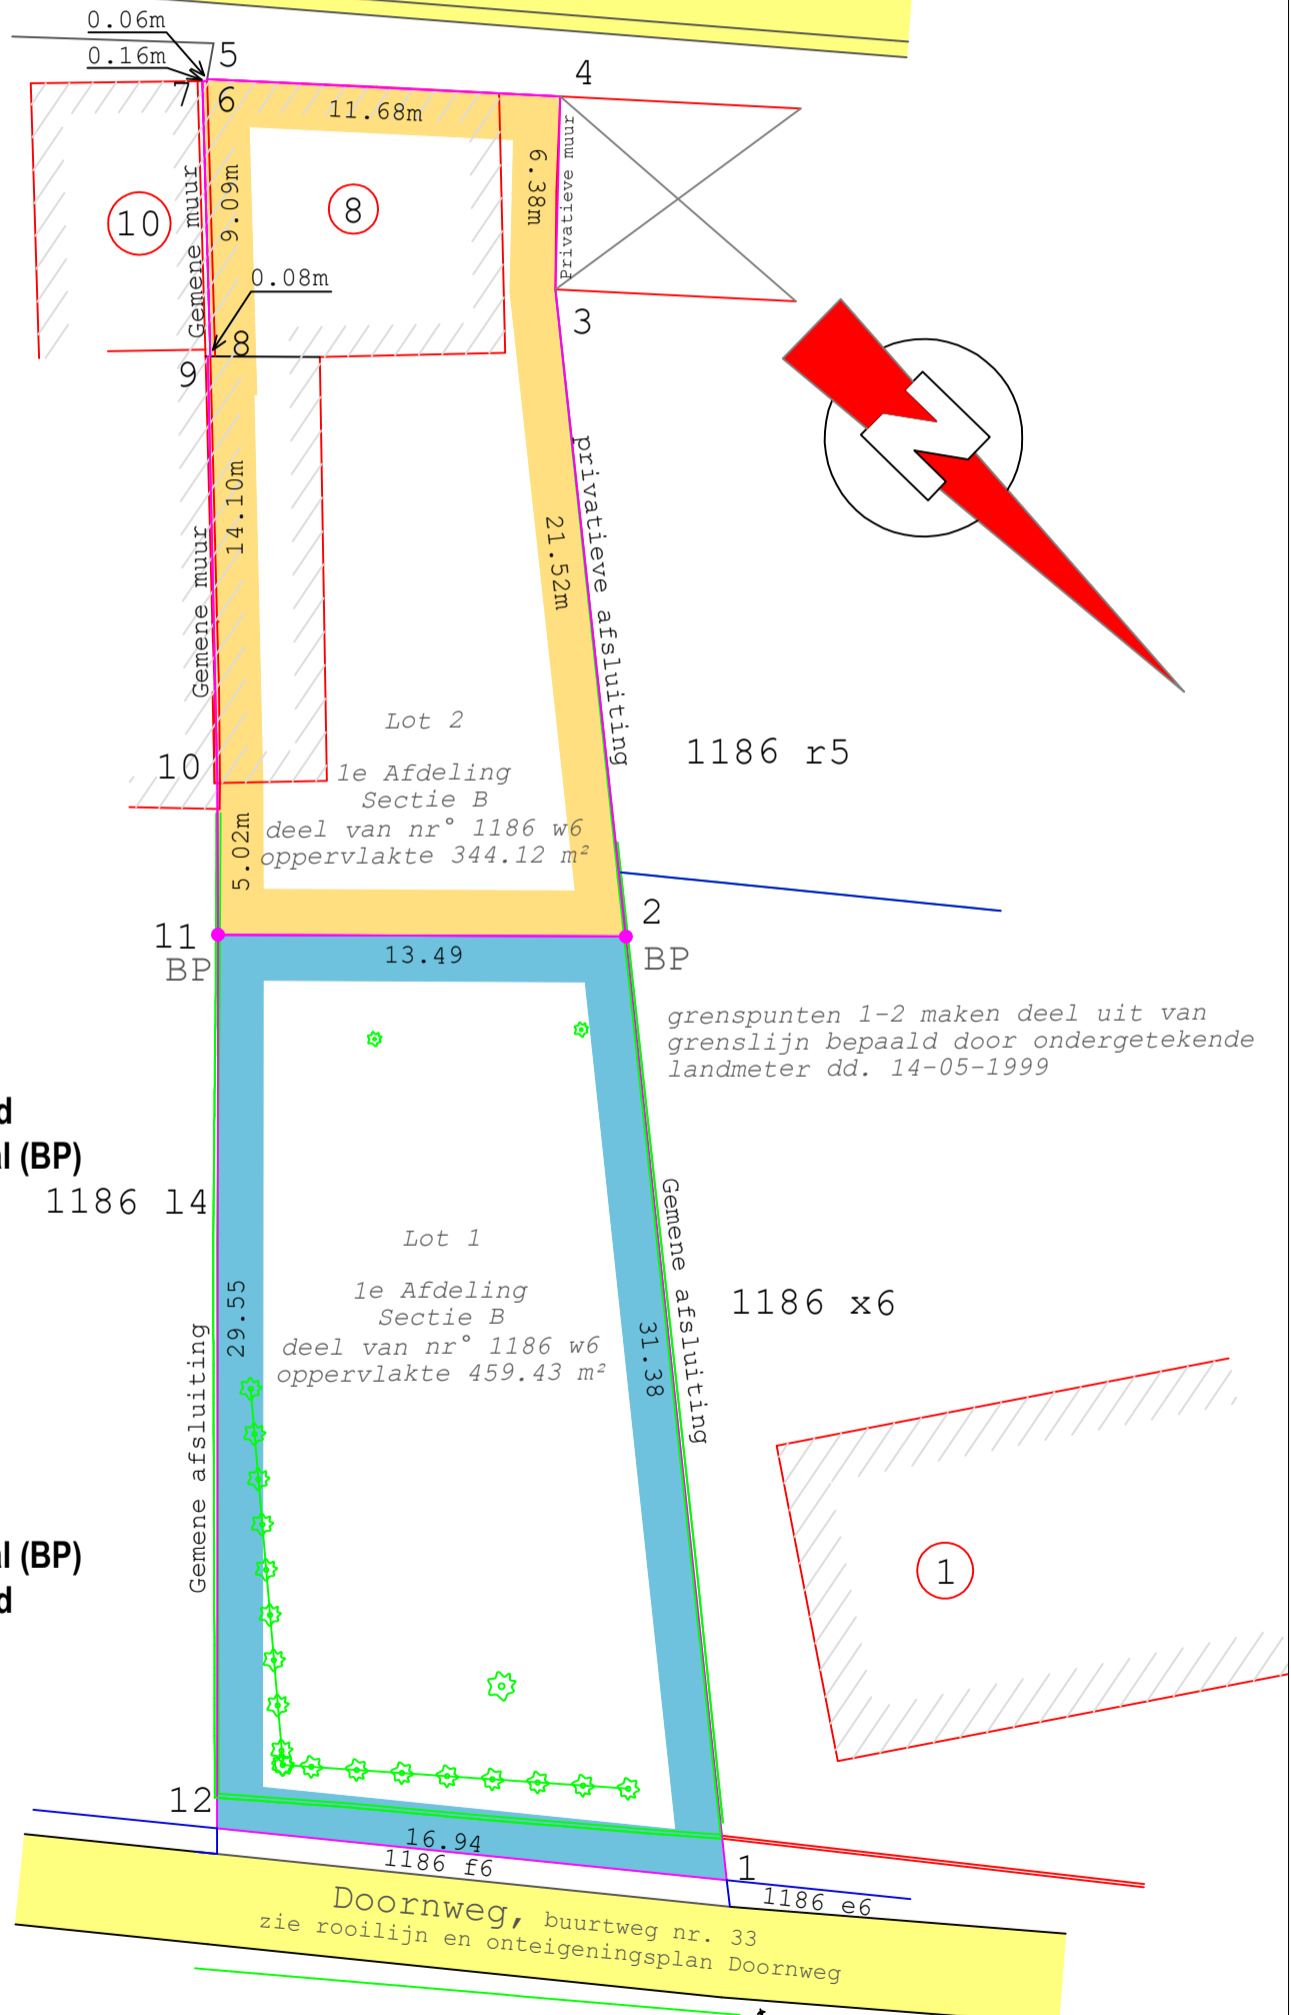 0.06m
0.16m
5
4
7
6
11.68m
Gemene muur
9.09m
6.38m
Privatieve muur
10
8
0.08m
8
9
3
Gemene muur
14.10m
21.52m
privatieve afsluiting
Lot 2
1e Afdeling
Sectie B
deel van nr° 1186 w6
oppervlakte 344.12 m²
10
5.02m
1186 r5
11
BP
13.49
2
BP
grenspunten 1-2 maken deel uit van
grenslijn bepaald door ondergetekende
landmeter dd. 14-05-1999
d
l (BP)
1186 l4
Lot 1
1e Afdeling
Sectie B
deel van nr° 1186 w6
oppervlakte 459.43 m²
29.55
Gemene afsluiting
31.38
Gemene afsluiting
1186 x6
l (BP)
d
1
12
16.94
1186 f6
1
1186 e6
Doornweg, buurtweg nr. 33
zie rooilijn en onteigeningsplan Doornweg